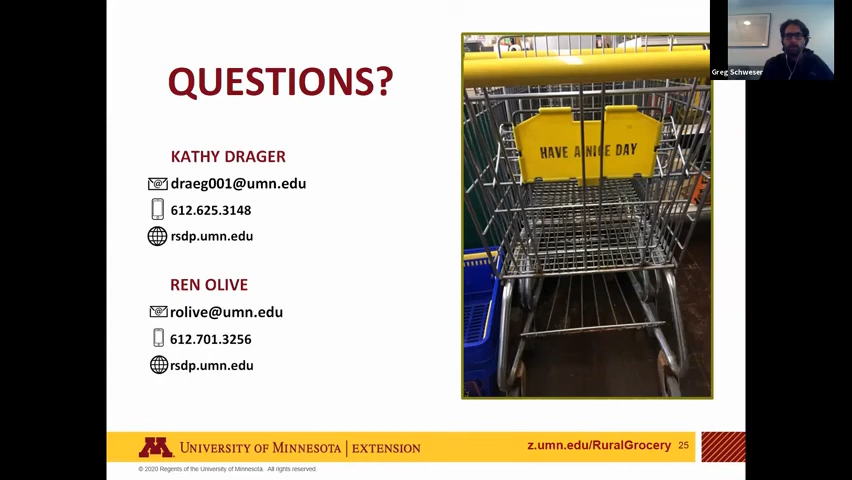 QUESTIONS?
KATHY DRAGER
draeg001@umn.edu
612.625.3148
rsdp.umn.edu
REN OLIVE
rolive@umn.edu
612.701.3256
rsdp.umn.edu
HAVE A NICE DAY
Greg Schweser
M UNIVERSITY OF MINNESOTA | EXTENSION
z.umn.edu/RuralGrocery 25
© 2020 Regents of the University of Minnesota. All rights reserved.